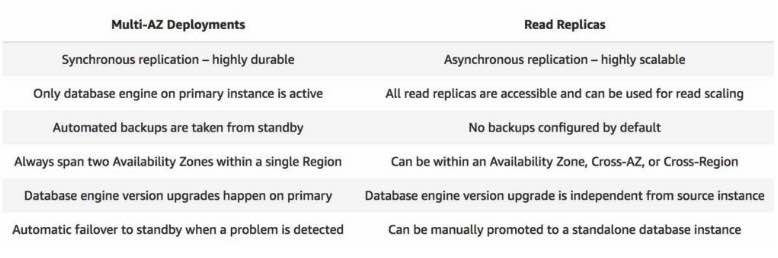 Multi-AZ Deployments Read Replicas
Synchronous replication – highly durable Asynchronous replication – highly scalable
Only database engine on primary instance is active All read replicas are accessible and can be used for read scaling
Automated backups are taken from standby No backups configured by default
Always span two Availability Zones within a single Region Can be within an Availability Zone, Cross-AZ, or Cross-Region
Database engine version upgrades happen on primary Database engine version upgrade is independent from source instance
Automatic failover to standby when a problem is detected Can be manually promoted to a standalone database instance